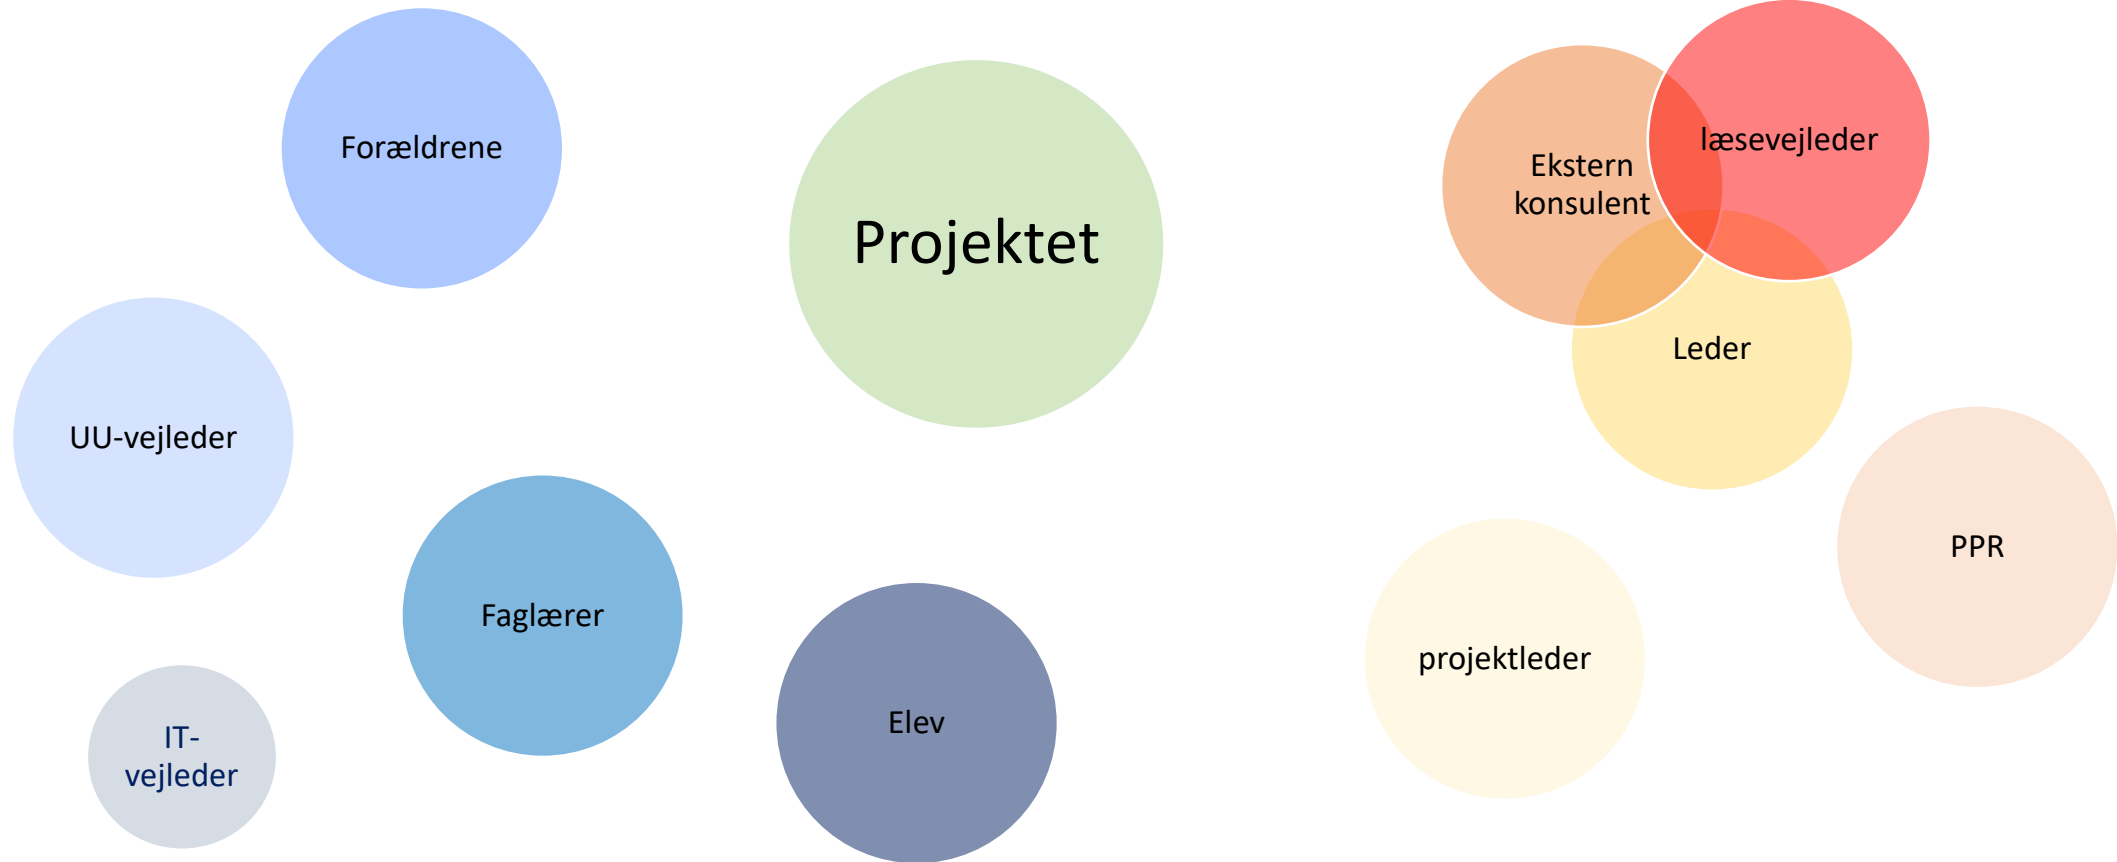 Forældrene
Projektet
læsevejleder
Ekstern
konsulent
Leder
UU-vejleder
PPR
Faglærer
projektleder
Elev
IT-
vejleder